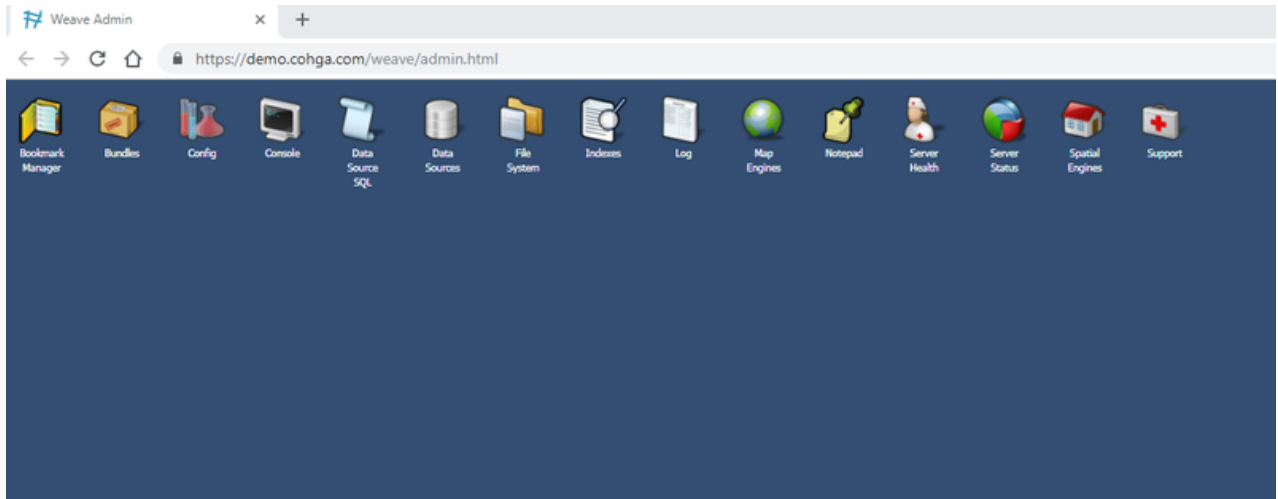 Weave Admin
https://demo.cohga.com/weave/admin.html
Bookmark
Manager
Bundles
Config
Console
Data
Source
SQL
Data
Sources
File
System
Indexes
Log
Map
Engines
Notepad
Server
Health
Server
Status
Spatial
Engines
Support